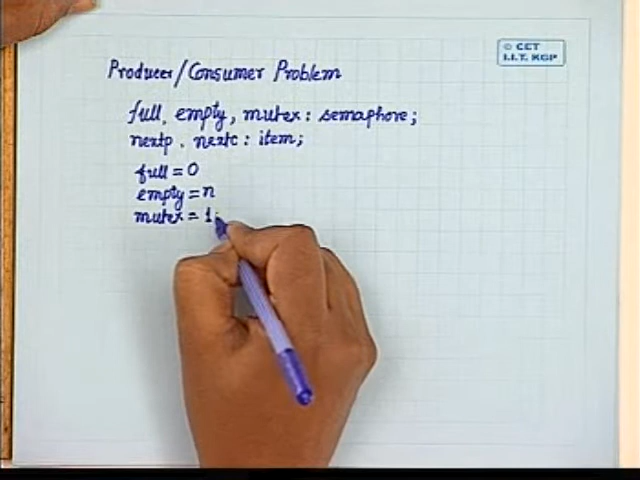 © CET
I.I.T. KGP
Producer/Consumer Problem
full, empty, mutex : semaphore;
nextp, nextc : item;
full = 0
empty = n
mutex = 1;